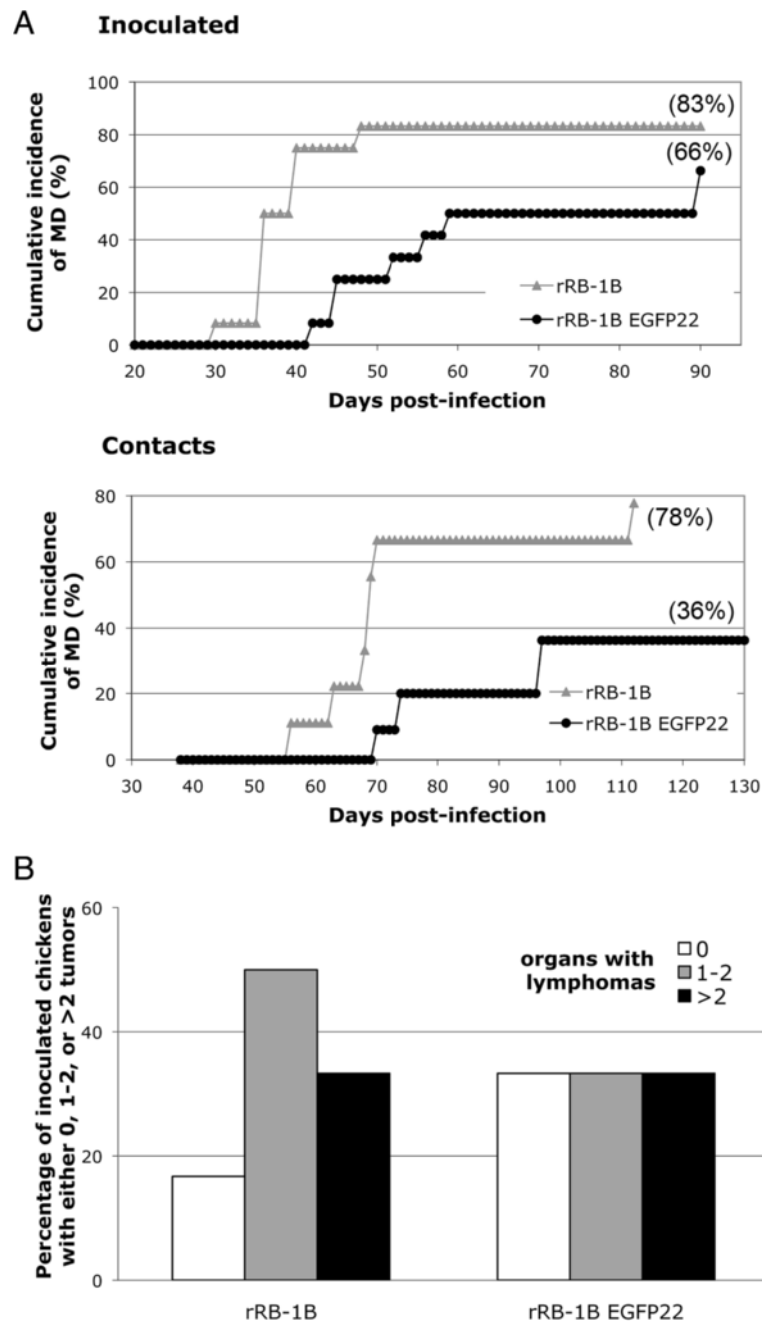 A
Inoculated
Cumulative incidence
of MD (%)
100
80
60
40
20
0
(83%)
(66%)
rRB-1B
rRB-1B EGFP22
20 30 40 50 60 70 80 90
Days post-infection
Contacts
Cumulative incidence
of MD (%)
80
60
40
20
0
(78%)
(36%)
rRB-1B
rRB-1B EGFP22
30 40 50 60 70 80 90 100 110 120 130
Days post-infection
B
Percentage of inoculated chickens
with either 0, 1-2, or >2 tumors
60
40
20
0
organs with
lymphomas
0
1-2
>2
rRB-1B rRB-1B EGFP22